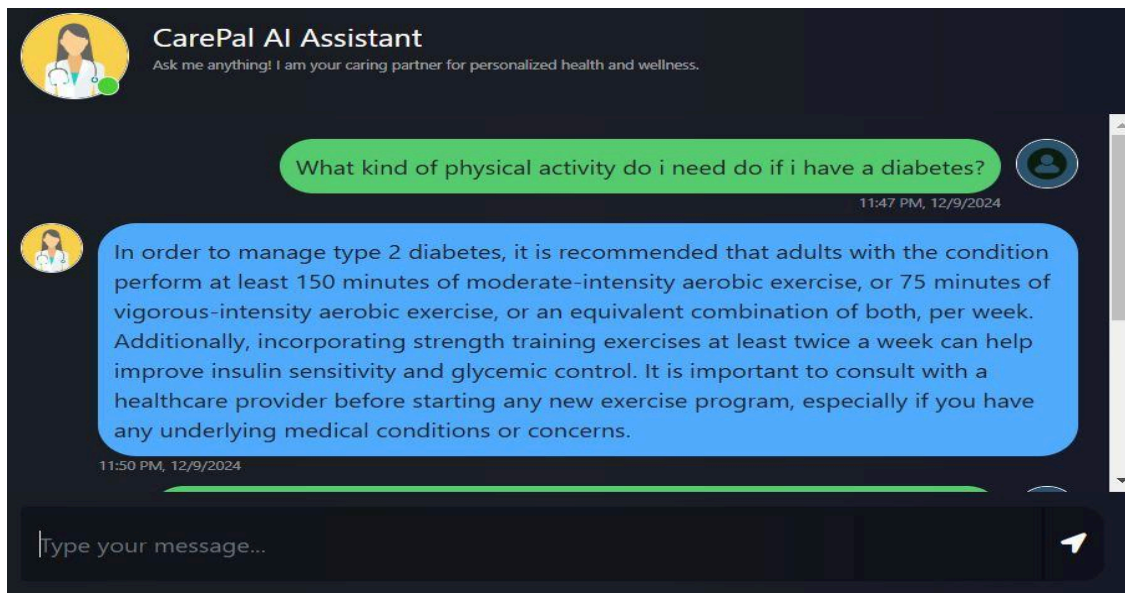 CarePal AI Assistant
Ask me anything! I am your caring partner for personalized health and wellness.
What kind of physical activity do i need do if i have a diabetes?
11:47 PM, 12/9/2024
In order to manage type 2 diabetes, it is recommended that adults with the condition
perform at least 150 minutes of moderate-intensity aerobic exercise, or 75 minutes of
vigorous-intensity aerobic exercise, or an equivalent combination of both, per week.
Additionally, incorporating strength training exercises at least twice a week can help
improve insulin sensitivity and glycemic control. It is important to consult with a
healthcare provider before starting any new exercise program, especially if you have
any underlying medical conditions or concerns.
11:50 PM, 12/9/2024
Type your message...